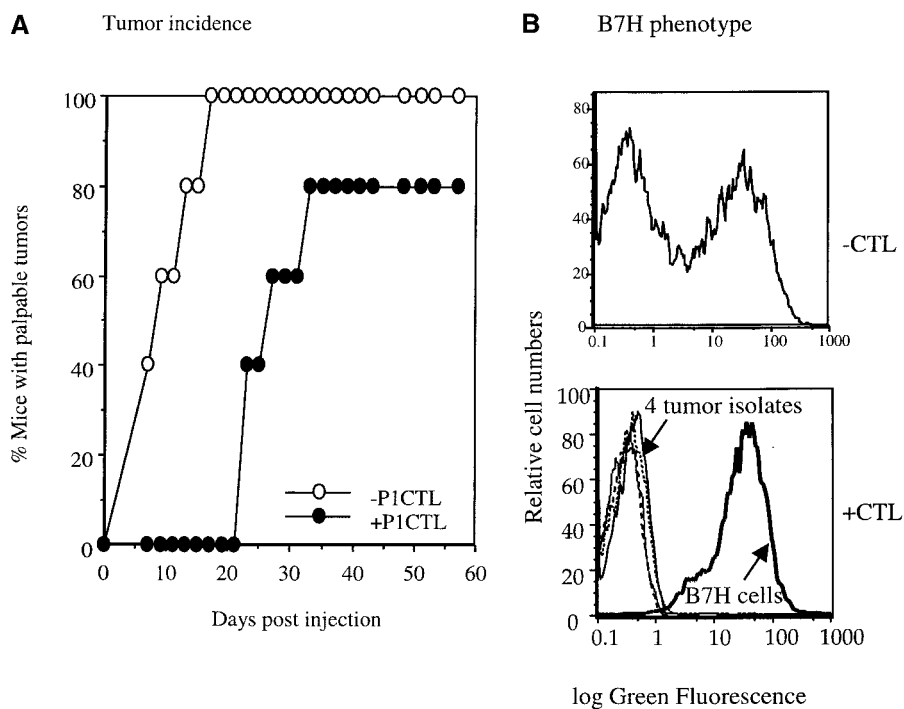 A Tumor incidence
% Mice with palpable tumors
100
80
60
40
20
0
-P1CTL
+P1CTL
0 10 20 30 40 50 60
Days post injection
B B7H phenotype
Relative cell numbers
80
60
40
20
0
0.1 1 10 100 1000
-CTL
100
80
60
40
20
0
4 tumor isolates
B7H cells
0.1 1 10 100 1000
+CTL
log Green Fluorescence